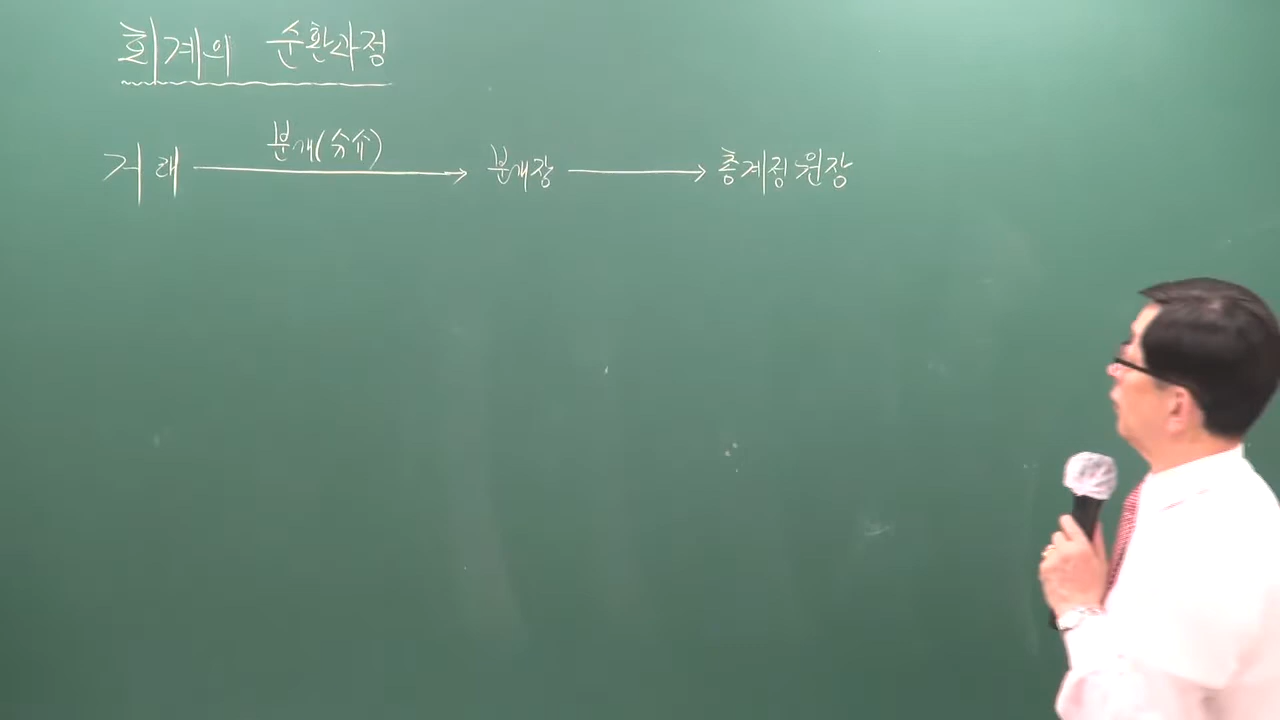 회계의 순환과정
거래 ──→ 분개장 ──→ 총계정원장
분개(分介)